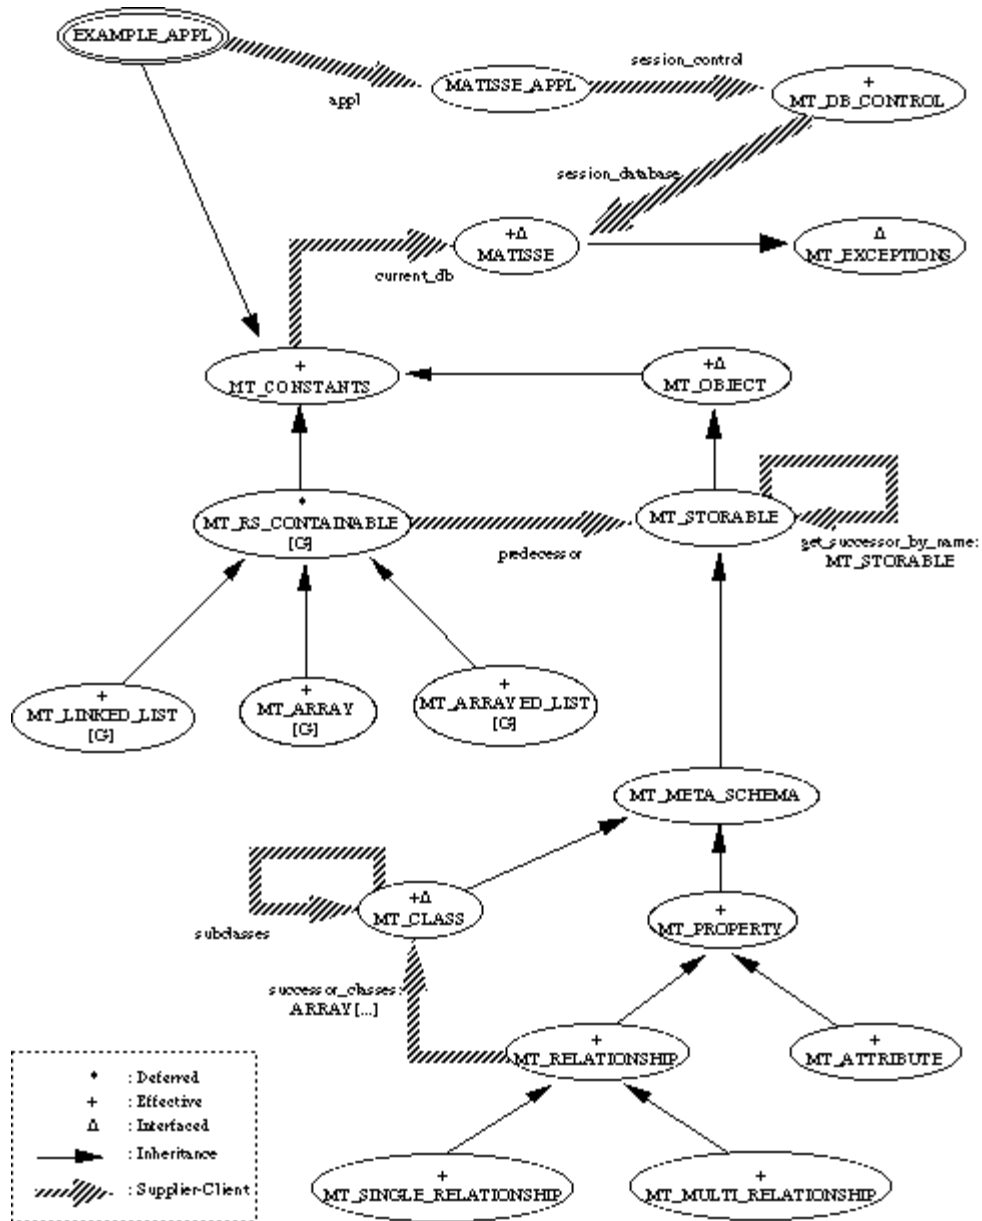 EXAMPLE_APPL
session_control
MATISSE_APPL
+
MT_DB_CONTROL
appl
session_database
+Δ
MATISSE
Δ
MT_EXCEPTIONS
current_db
+
MT_CONSTANTS
+Δ
MT_OBJECT
*
MT_RS_CONTAINABLE
[G]
MT_STORABLE
predecessor
get_successor_by_name:
MT_STORABLE
+
MT_LINKED_LIST
[G]
+
MT_ARRAY
[G]
+
MT_ARRAYED_LIST
[G]
MT_META_SCHEMA
+Δ
MT_CLASS
+
MT_PROPERTY
subclasses
successor_classes:
ARRAY[...]
+
MT_RELATIONSHIP
+
MT_ATTRIBUTE
* : Deferred
+ : Effective
Δ : Interfaced
: Inheritance
: Supplier-Client
+
MT_SINGLE_RELATIONSHIP
+
MT_MULTI_RELATIONSHIP